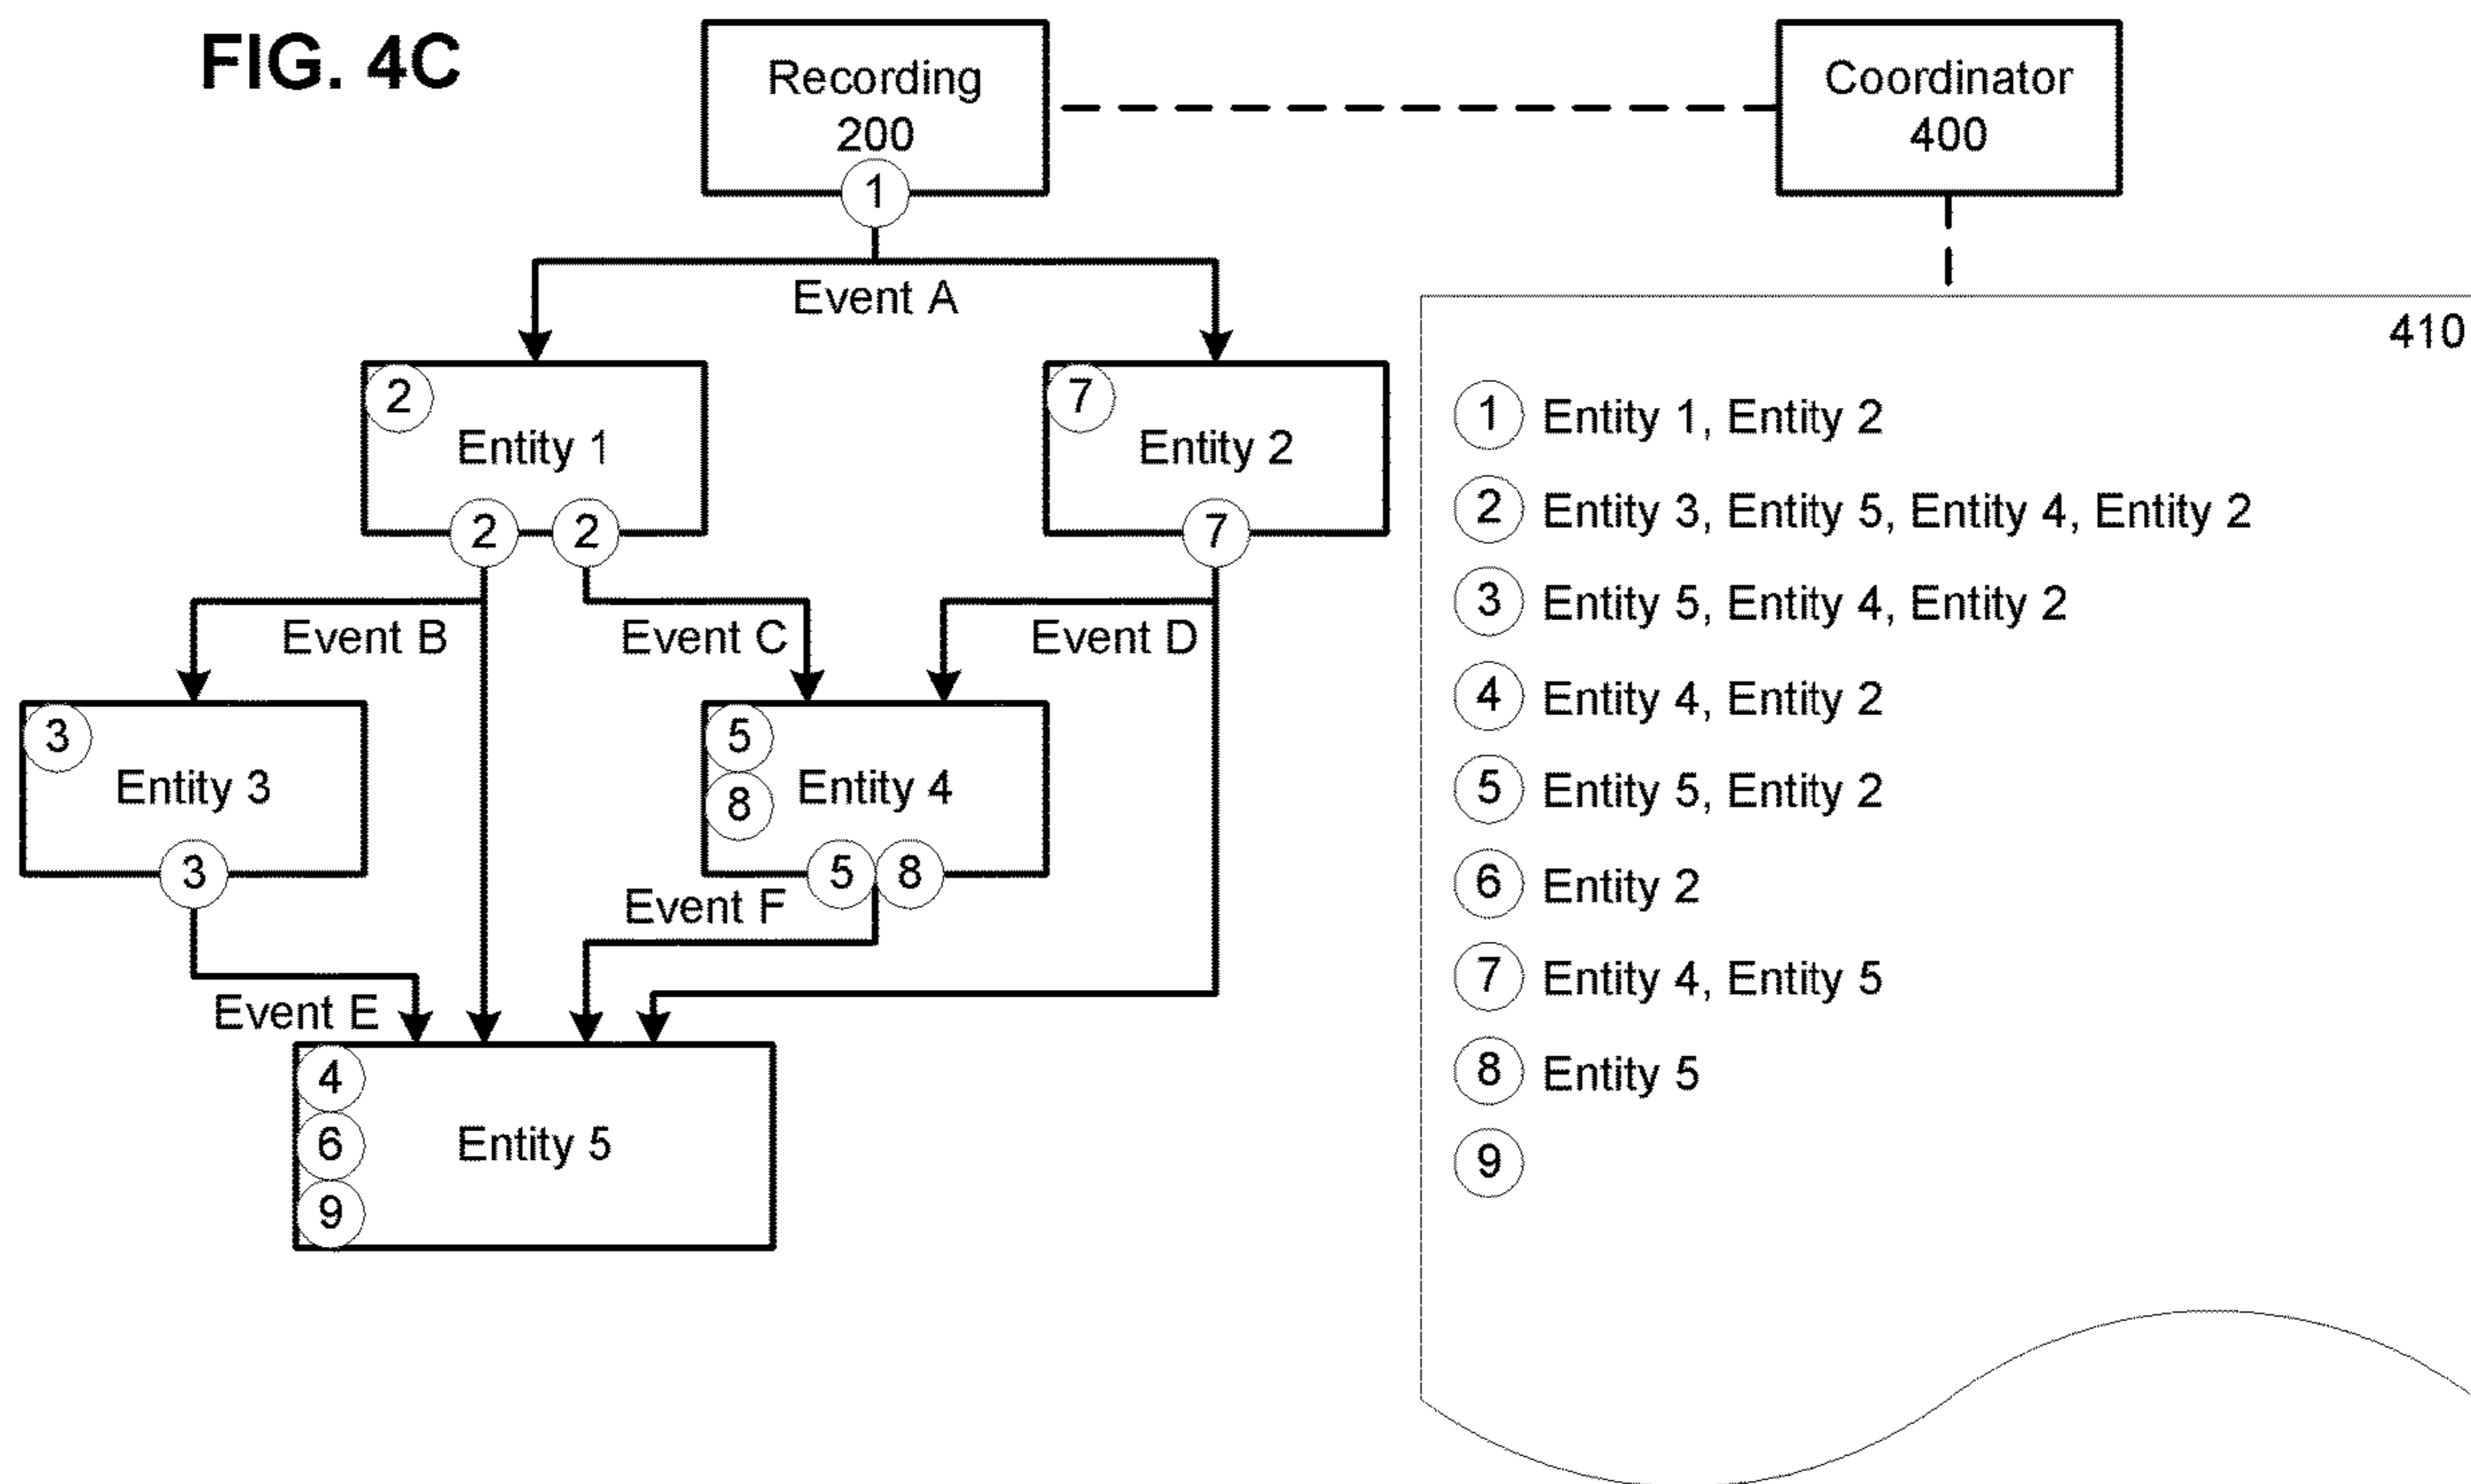 FIG. 4C
Recording
200
1
Coordinator
400
Event A
2
Entity 1
2 2
7
Entity 2
7
Event B
Event C
Event D
3
Entity 3
3
5
8
Entity 4
5 8
Event F
Event E
4
6
9
Entity 5
410
1 Entity 1, Entity 2
2 Entity 3, Entity 5, Entity 4, Entity 2
3 Entity 5, Entity 4, Entity 2
4 Entity 4, Entity 2
5 Entity 5, Entity 2
6 Entity 2
7 Entity 4, Entity 5
8 Entity 5
9